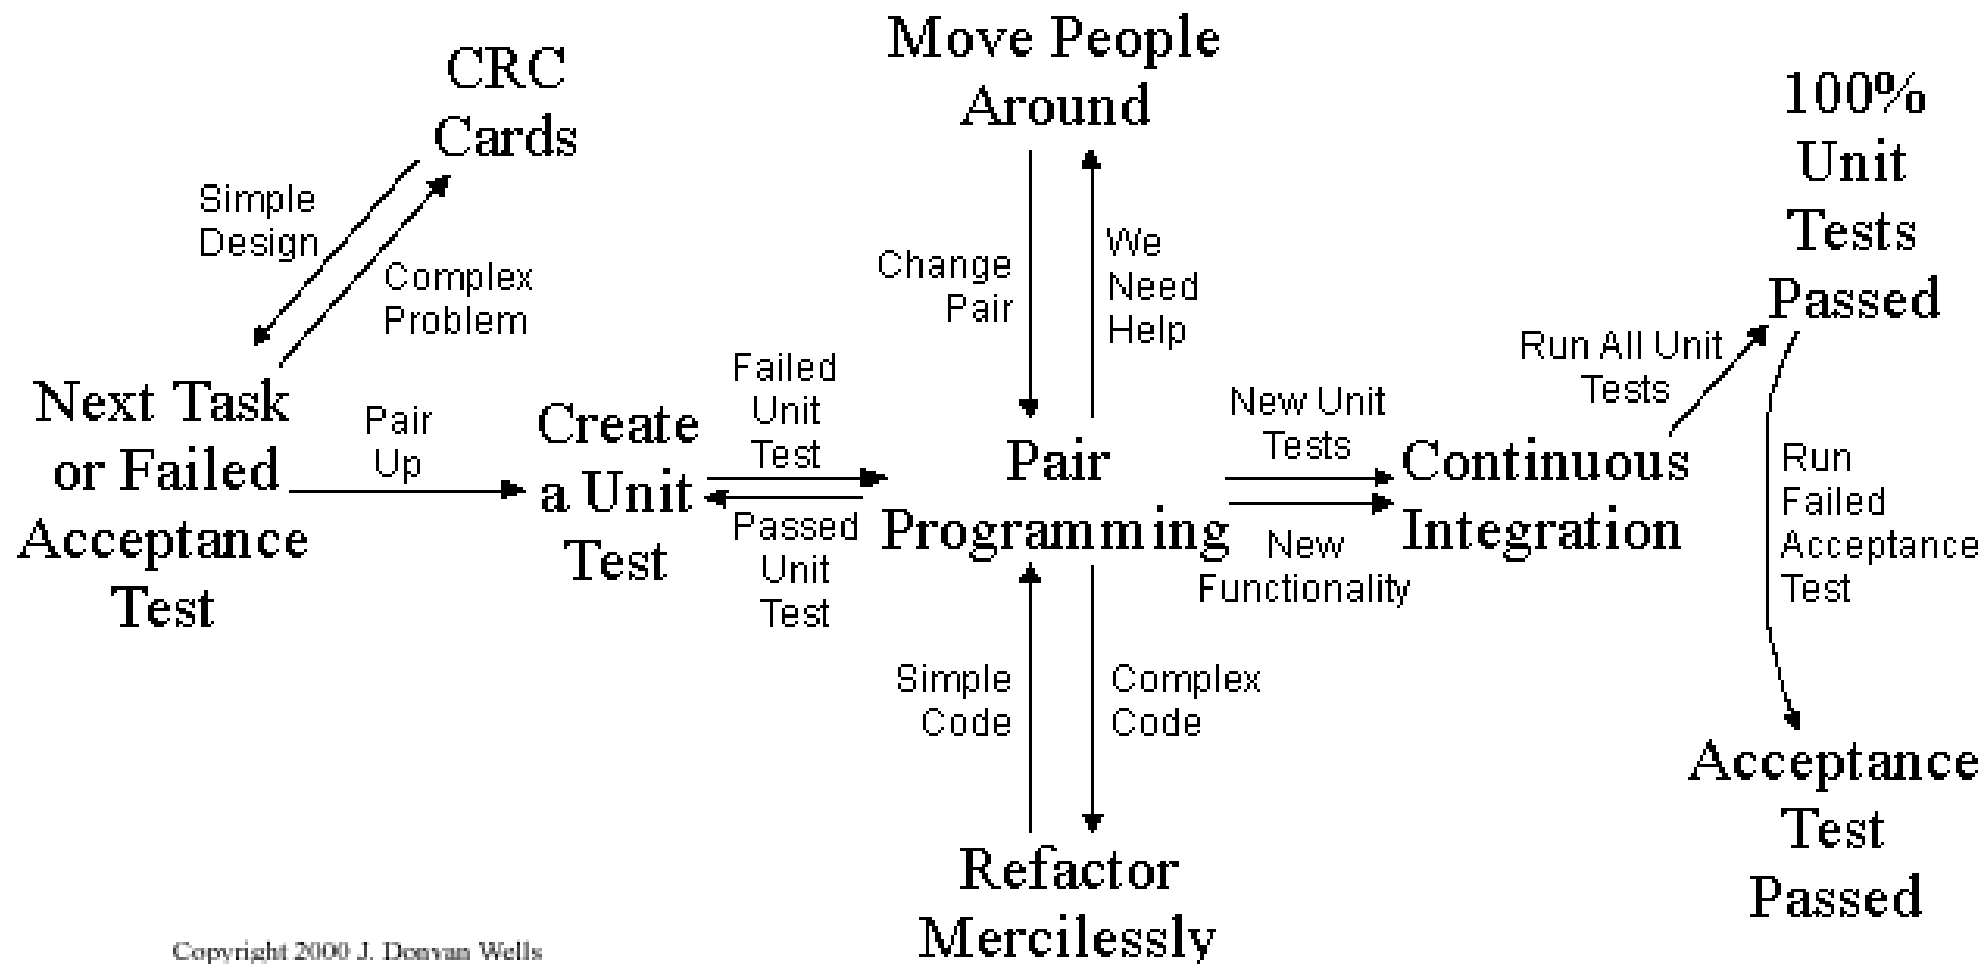 CRC
Cards
Simple
Design
Complex
Problem
Next Task
or Failed
Acceptance
Test
Pair
Up
Create
a Unit
Test
Failed
Unit
Test
Passed
Unit
Test
Move People
Around
Change
Pair
We
Need
Help
Pair
Programming
Simple
Code
Complex
Code
Refactor
Mercilessly
New Unit
Tests
New
Functionality
Continuous
Integration
Run All Unit
Tests
100%
Unit
Tests
Passed
Run
Failed
Acceptance
Test
Acceptance
Test
Passed
Copyright 2000 J. Donvan Wells